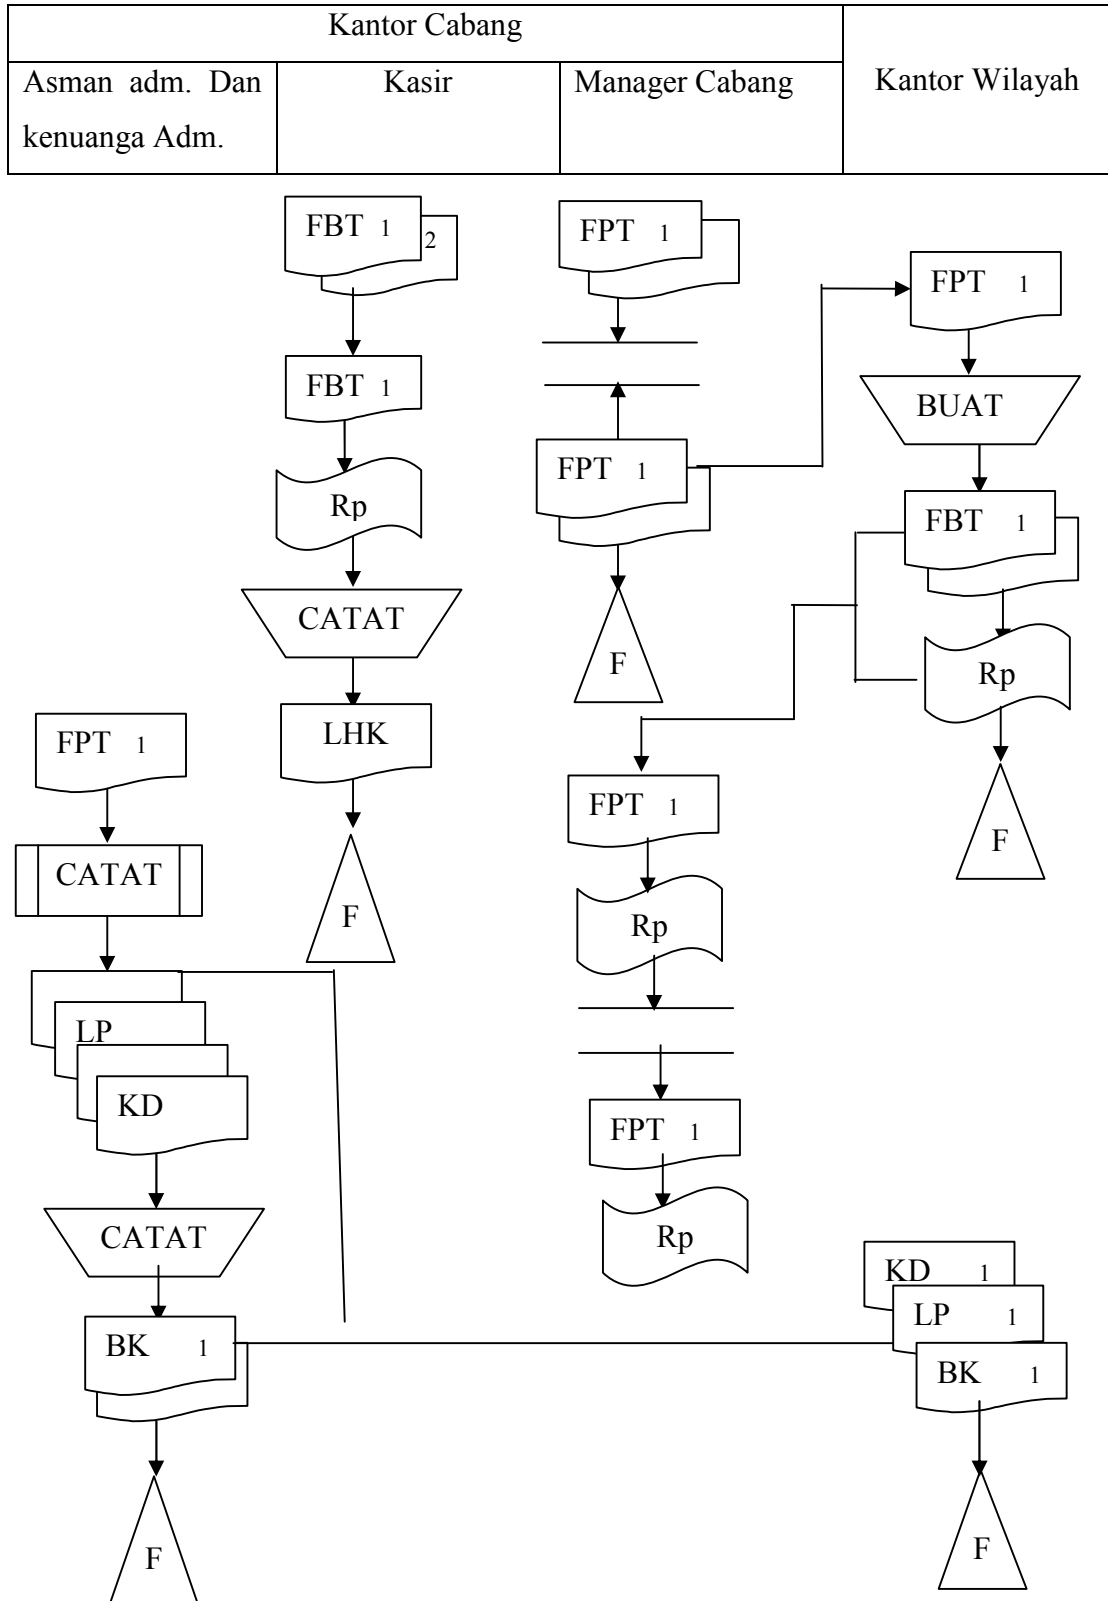 Kantor Cabang
Kantor Wilayah
Asman adm. Dan
kenuanga Adm.
Kasir
Manager Cabang
FBT 1
2
FPT 1
FPT 1
FBT 1
BUAT
FPT 1
Rp
FBT 1
CATAT
F
Rp
FPT 1
LHK
FPT 1
F
CATAT
F
Rp
LP
KD
FPT 1
CATAT
Rp
KD 1
LP 1
BK 1
BK 1
F
F